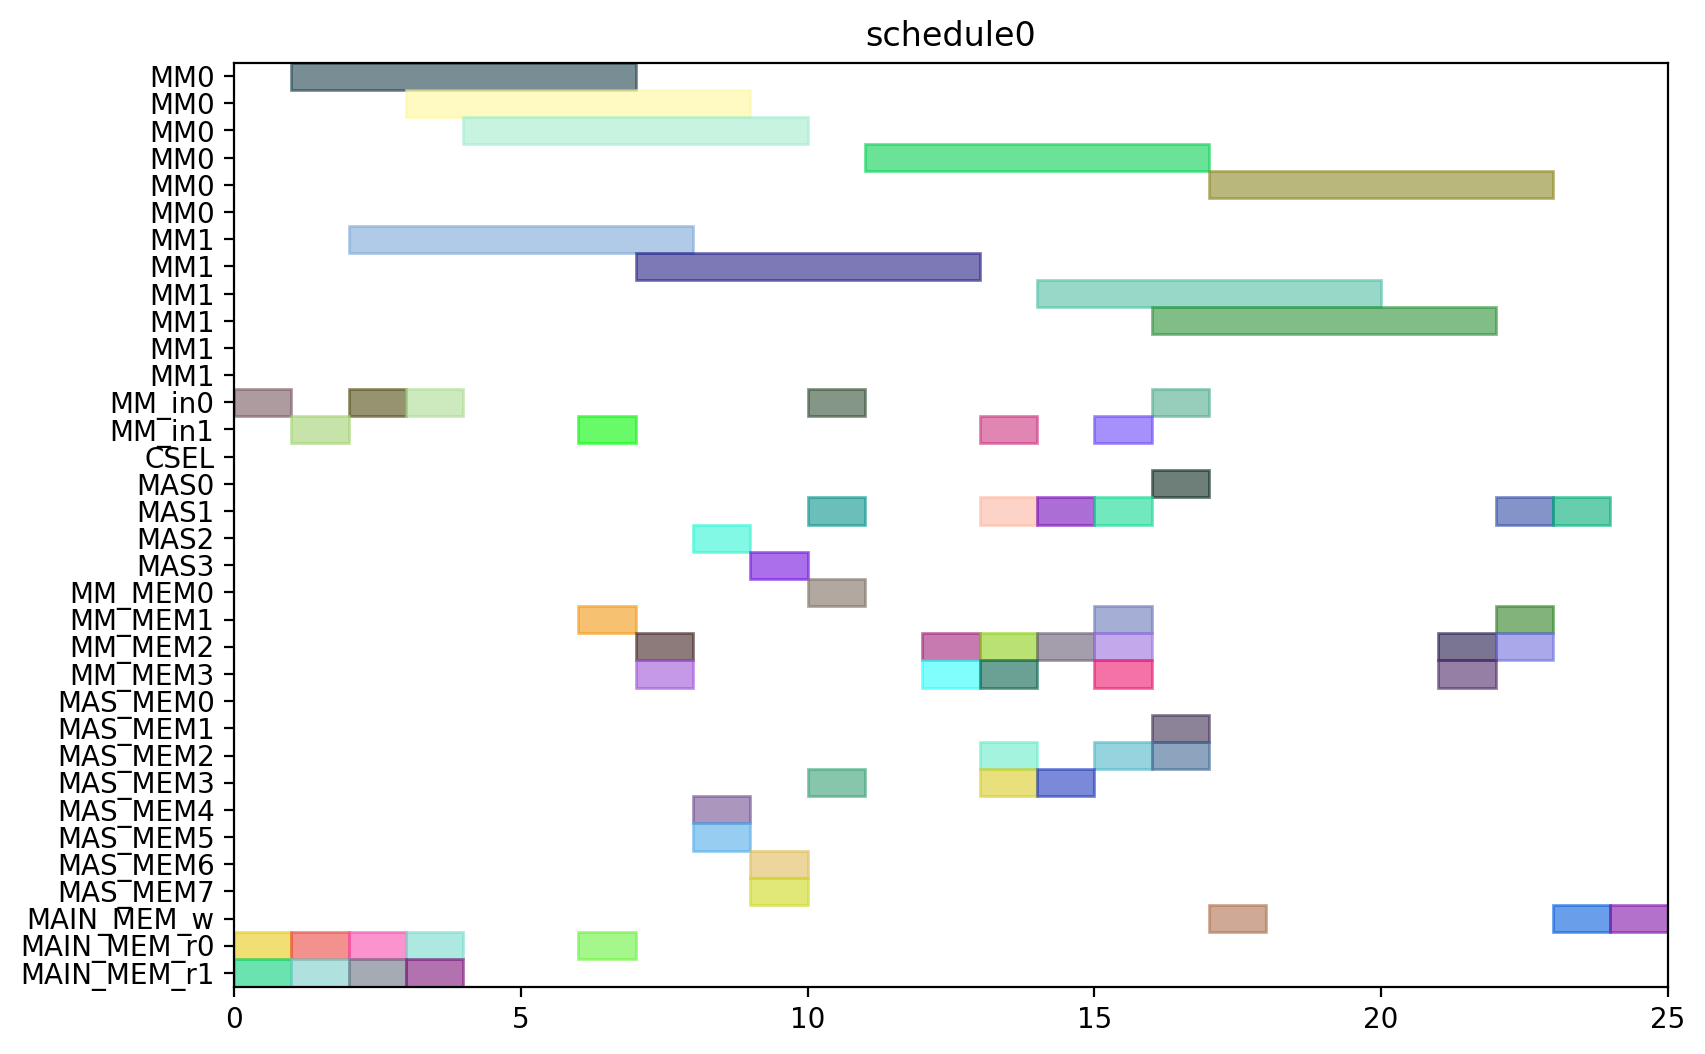 schedule0
MM0
MM0
MM0
MM0
MM0
MM0
MM1
MM1
MM1
MM1
MM1
MM1
MM_in0
MM_in1
CSEL
MAS0
MAS1
MAS2
MAS3
MM_MEM0
MM_MEM1
MM_MEM2
MM_MEM3
MAS_MEM0
MAS_MEM1
MAS_MEM2
MAS_MEM3
MAS_MEM4
MAS_MEM5
MAS_MEM6
MAS_MEM7
MAIN_MEM_w
MAIN_MEM_r0
MAIN_MEM_r1
0 5 10 15 20 25